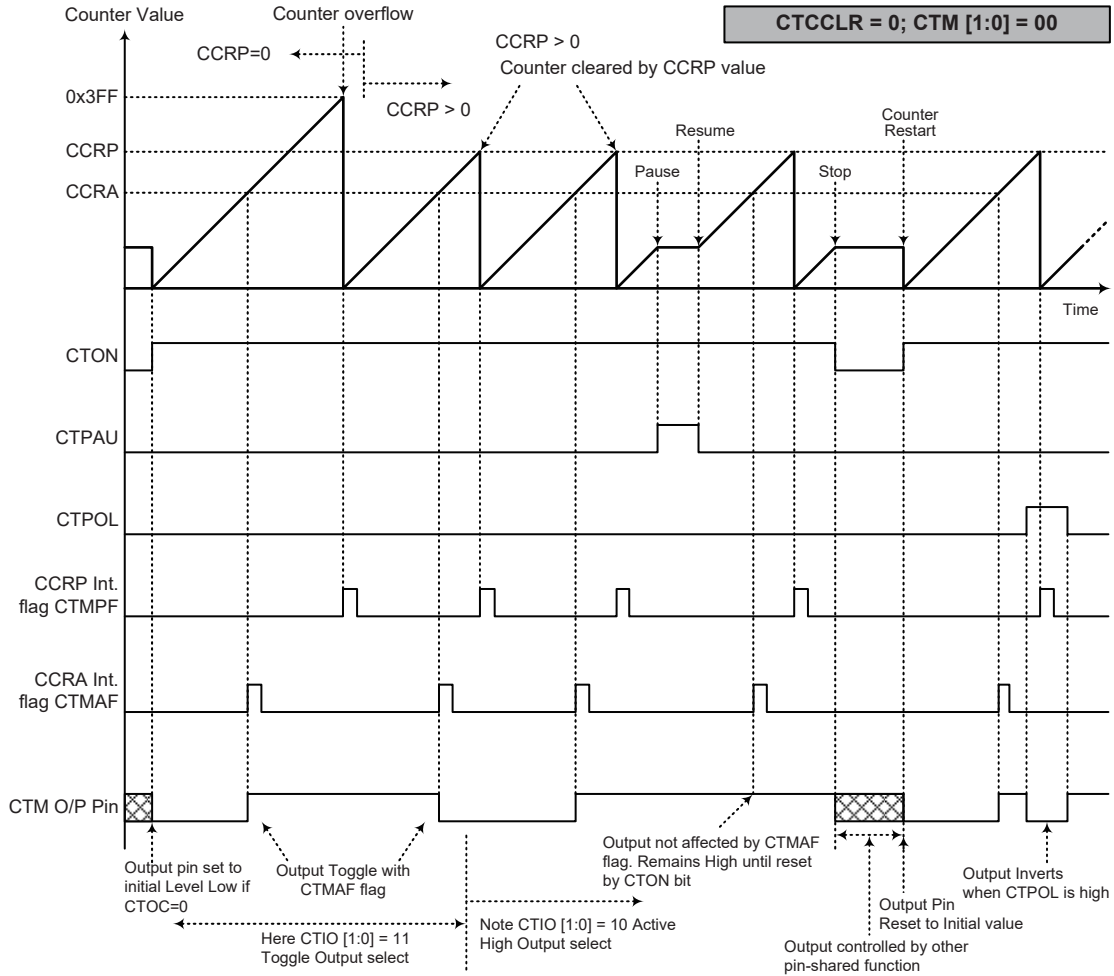 Counter Value
Counter overflow
CTCCLR = 0; CTM [1:0] = 00
CCRP=0
CCRP > 0
Counter cleared by CCRP value
0x3FF
CCRP > 0
CCRP
CCRA
Resume
Counter
Restart
Pause
Stop
Time
CTON
CTPAU
CTPOL
CCRP Int.
flag CTMPF
CCRA Int.
flag CTMAF
CTM O/P Pin
Output pin set to
initial Level Low if
CTOC=0
Output Toggle with
CTMAF flag
Output not affected by CTMAF
flag. Remains High until reset
by CTON bit
Output Inverts
when CTPOL is high
Here CTIO [1:0] = 11
Toggle Output select
Note CTIO [1:0] = 10 Active
High Output select
Output Pin
Reset to Initial value
Output controlled by other
pin-shared function